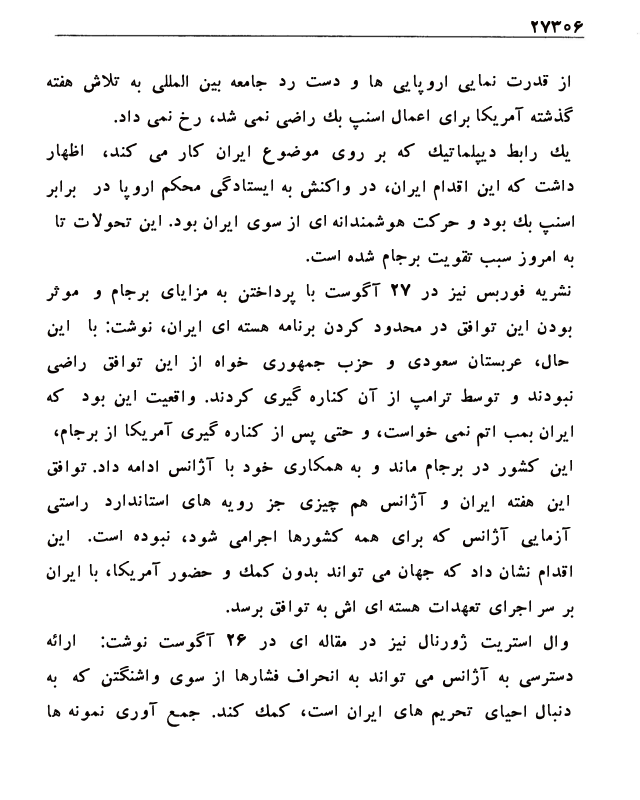 ۲۷۳۰۶
از قدرت نمایی اروپایی ها و دست رد جامعه بین المللی به تلاش هفته
گذشته آمریکا برای اعمال اسنپ بك راضی نمی شد، رخ نمی داد.
يك رابط دیپلماتيك که بر روی موضوع ایران کار می کند، اظهار
داشت که این اقدام ایران، در واکنش به ایستادگی محکم اروپا در برابر
اسنپ بك بود و حرکت هوشمندانه ای از سوی ایران بود. این تحولات تا
به امروز سبب تقویت برجام شده است.
نشریه فوربس نیز در ۲۷ آگوست با پرداختن به مزایای برجام و موثر
بودن این توافق در محدود کردن برنامه هسته ای ایران، نوشت: با این
حال، عربستان سعودی و حزب جمهوری خواه از این توافق راضی
نبودند و توسط ترامپ از آن کناره گیری کردند. واقعیت این بود که
ایران بمب اتم نمی خواست، و حتی پس از کناره گیری آمریکا از برجام،
این کشور در برجام ماند و به همکاری خود با آژانس ادامه داد. توافق
این هفته ایران و آژانس هم چیزی جز رویه های استاندارد راستی
آزمایی آژانس که برای همه کشورها اجرامی شود، نبوده است. این
اقدام نشان داد که جهان می تواند بدون کمك و حضور آمریکا، با ایران
بر سر اجرای تعهدات هسته ای اش به توافق برسد.
وال استریت ژورنال نیز در مقاله ای در ۲۶ آگوست نوشت: ارائه
دسترسی به آژانس می تواند به انحراف فشارها از سوی واشنگتن که به
دنبال احیای تحریم های ایران است، کمك کند. جمع آوری نمونه ها